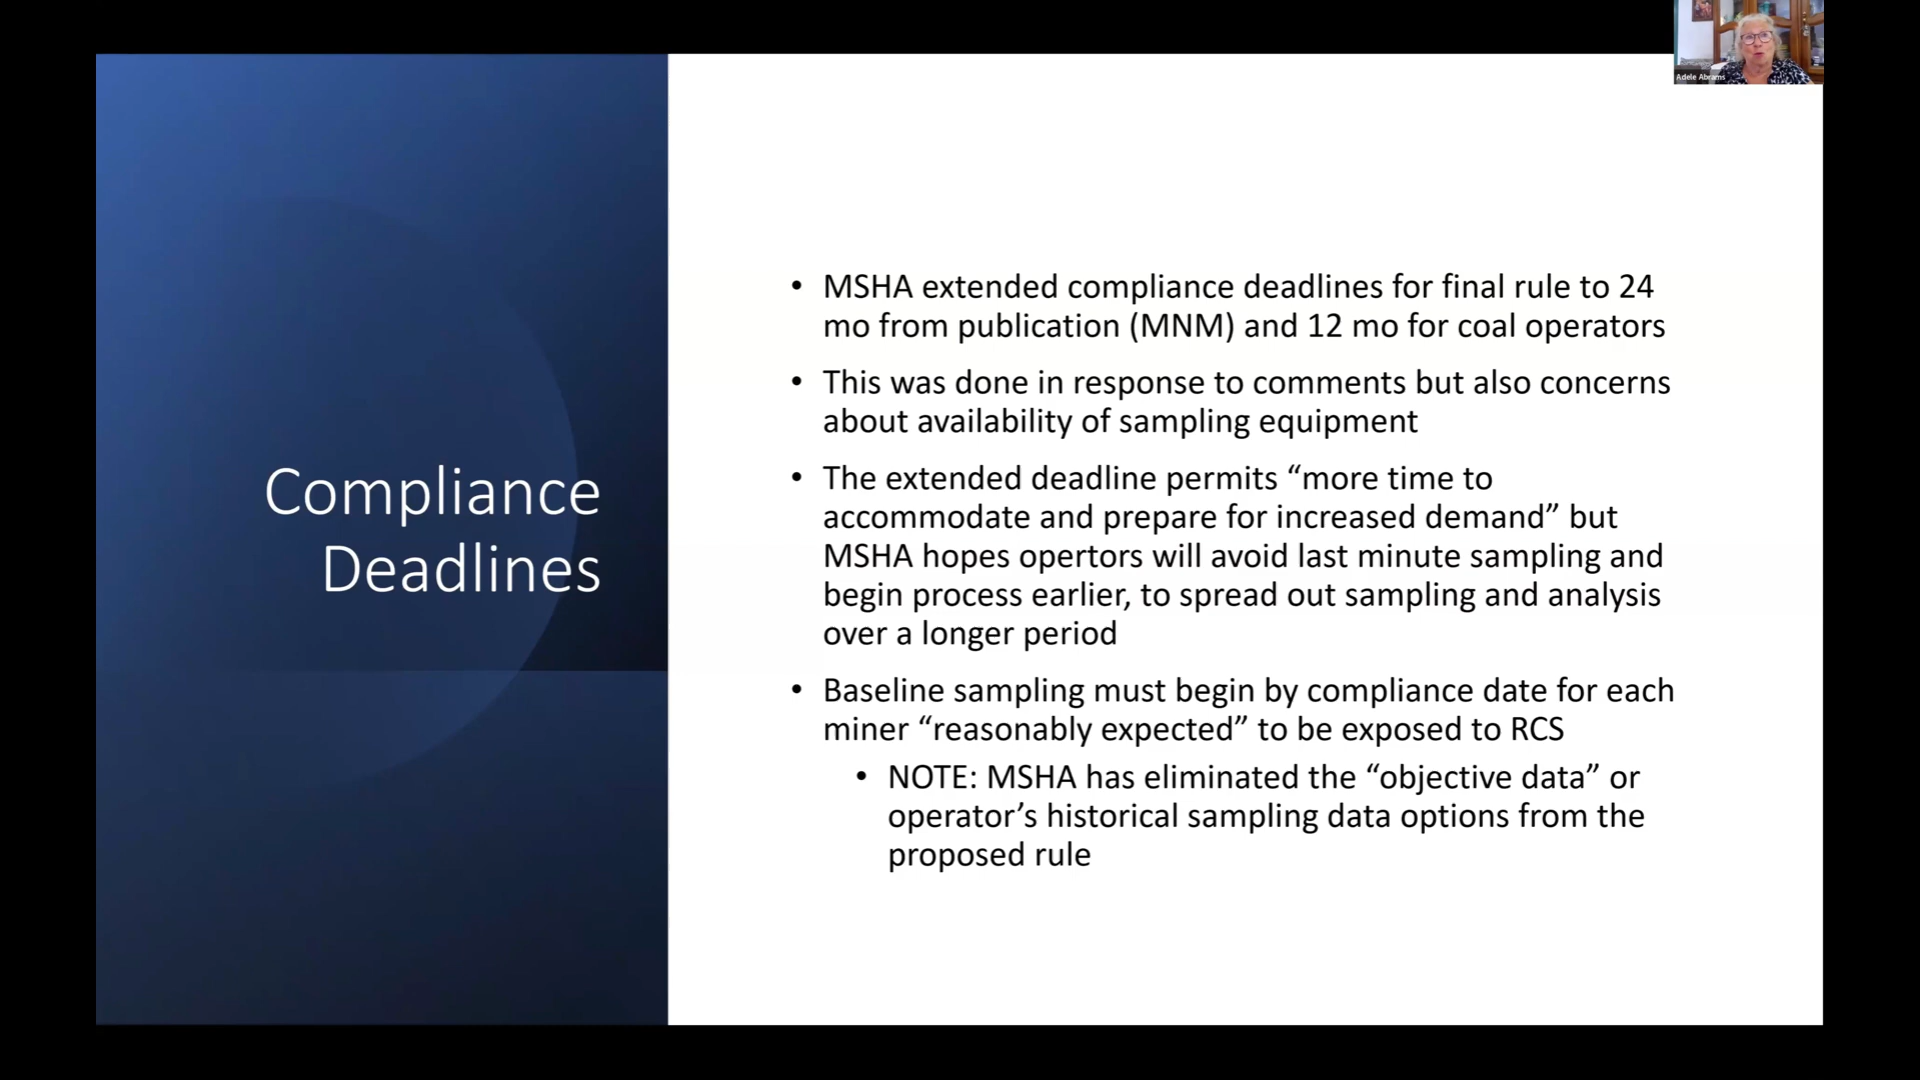 Adele Abrams
Compliance
Deadlines
• MSHA extended compliance deadlines for final rule to 24
mo from publication (MNM) and 12 mo for coal operators
• This was done in response to comments but also concerns
about availability of sampling equipment
• The extended deadline permits “more time to
accommodate and prepare for increased demand” but
MSHA hopes opertors will avoid last minute sampling and
begin process earlier, to spread out sampling and analysis
over a longer period
• Baseline sampling must begin by compliance date for each
miner “reasonably expected” to be exposed to RCS
• NOTE: MSHA has eliminated the “objective data” or
operator’s historical sampling data options from the
proposed rule